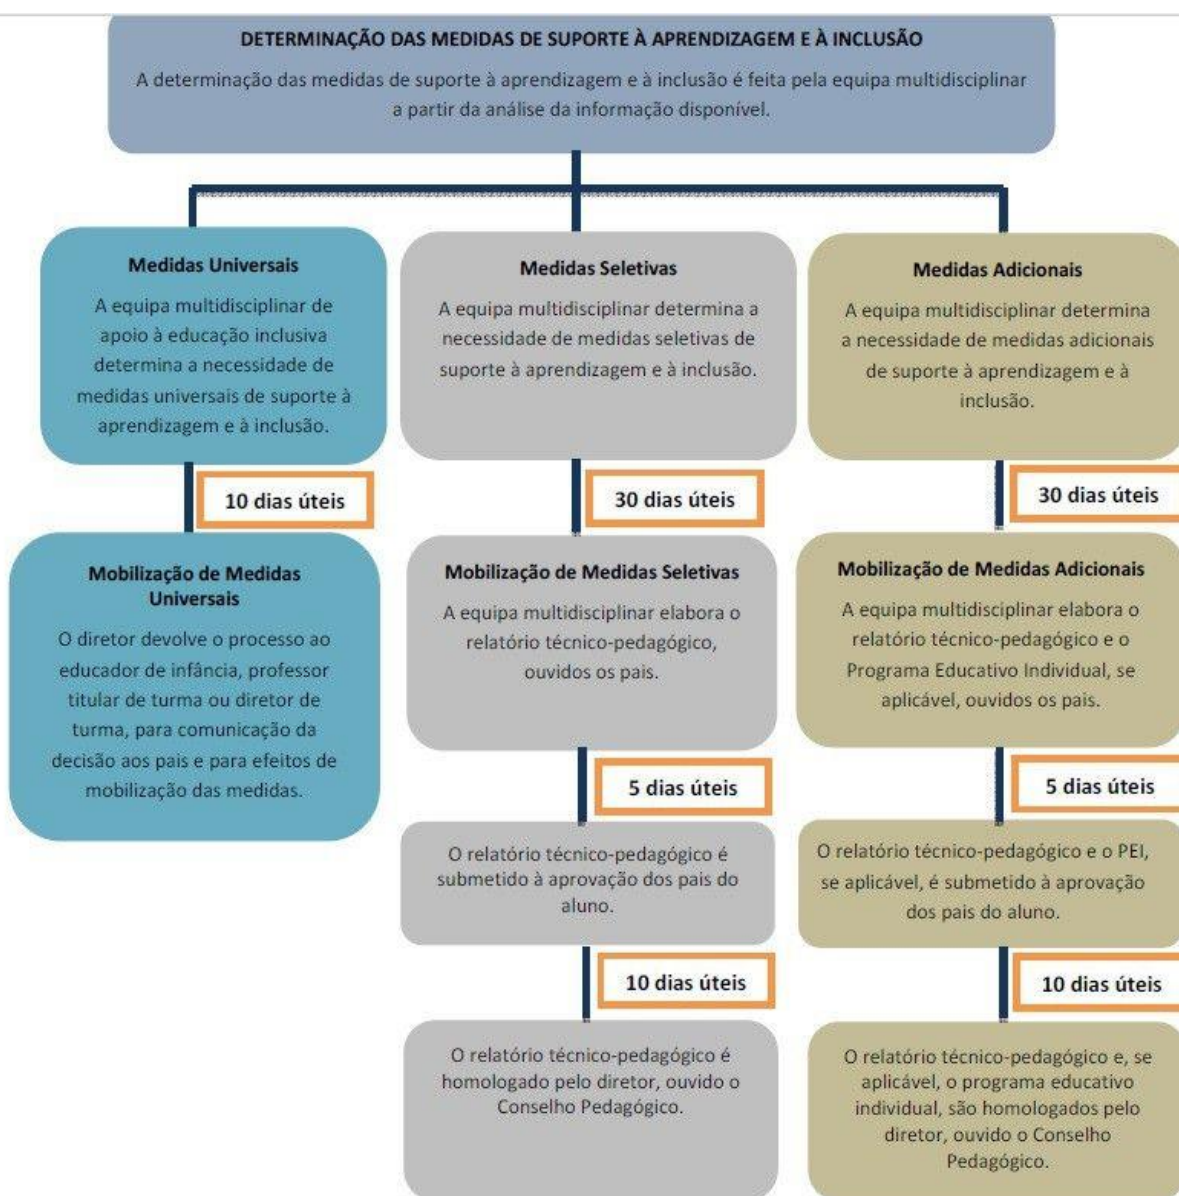 DETERMINAÇÃO DAS MEDIDAS DE SUPORTE À APRENDIZAGEM E À INCLUSÃO
A determinação das medidas de suporte à aprendizagem e à inclusão é feita pela equipa multidisciplinar
a partir da análise da informação disponível.
Medidas Universais
A equipa multidisciplinar de
apoio à educação inclusiva
determina a necessidade de
medidas universais de suporte à
aprendizagem e à inclusão.
10 dias úteis
Mobilização de Medidas
Universais
O diretor devolve o processo ao
educador de infância, professor
titular de turma ou diretor de
turma, para comunicação da
decisão aos pais e para efeitos de
mobilização das medidas.
Medidas Seletivas
A equipa multidisciplinar determina a
necessidade de medidas seletivas de
suporte à aprendizagem e à inclusão.
30 dias úteis
Mobilização de Medidas Seletivas
A equipa multidisciplinar elabora o
relatório técnico-pedagógico,
ouvidos os pais.
5 dias úteis
O relatório técnico-pedagógico é
submetido à aprovação dos pais do
aluno.
10 dias úteis
O relatório técnico-pedagógico é
homologado pelo diretor, ouvido o
Conselho Pedagógico.
Medidas Adicionais
A equipa multidisciplinar determina
a necessidade de medidas adicionais
de suporte à aprendizagem e à
inclusão.
30 dias úteis
Mobilização de Medidas Adicionais
A equipa multidisciplinar elabora o
relatório técnico-pedagógico e o
Programa Educativo Individual, se
aplicável, ouvidos os pais.
5 dias úteis
O relatório técnico-pedagógico e o PEI,
se aplicável, é submetido à aprovação
dos pais do aluno.
10 dias úteis
O relatório técnico-pedagógico e, se
aplicável, o programa educativo
individual, são homologados pelo
diretor, ouvido o Conselho
Pedagógico.